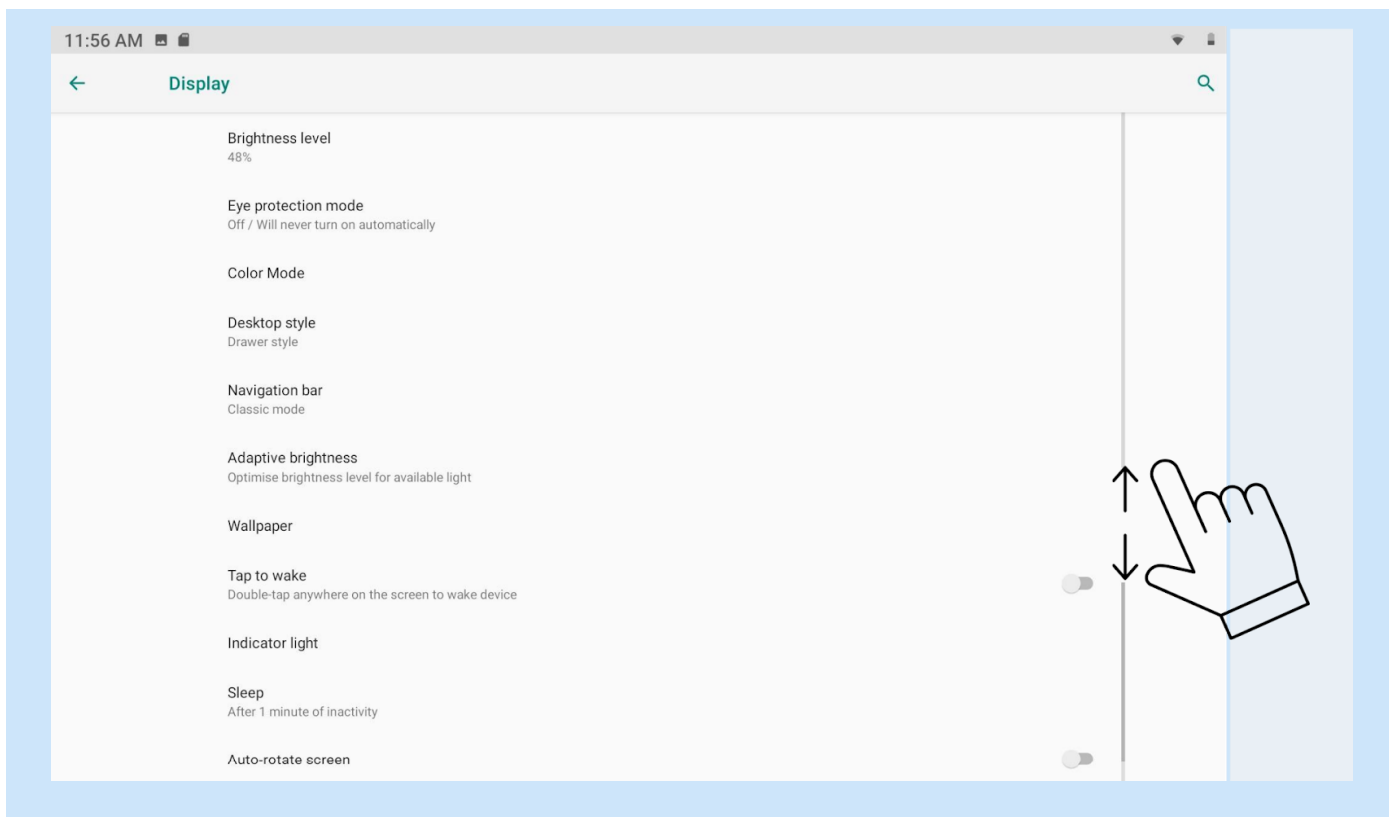 11:56 AM
Display
Brightness level
48%
Eye protection mode
Off / Will never turn on automatically
Color Mode
Desktop style
Drawer style
Navigation bar
Classic mode
Adaptive brightness
Optimise brightness level for available light
Wallpaper
Tap to wake
Double-tap anywhere on the screen to wake device
Indicator light
Sleep
After 1 minute of inactivity
Auto-rotate screen